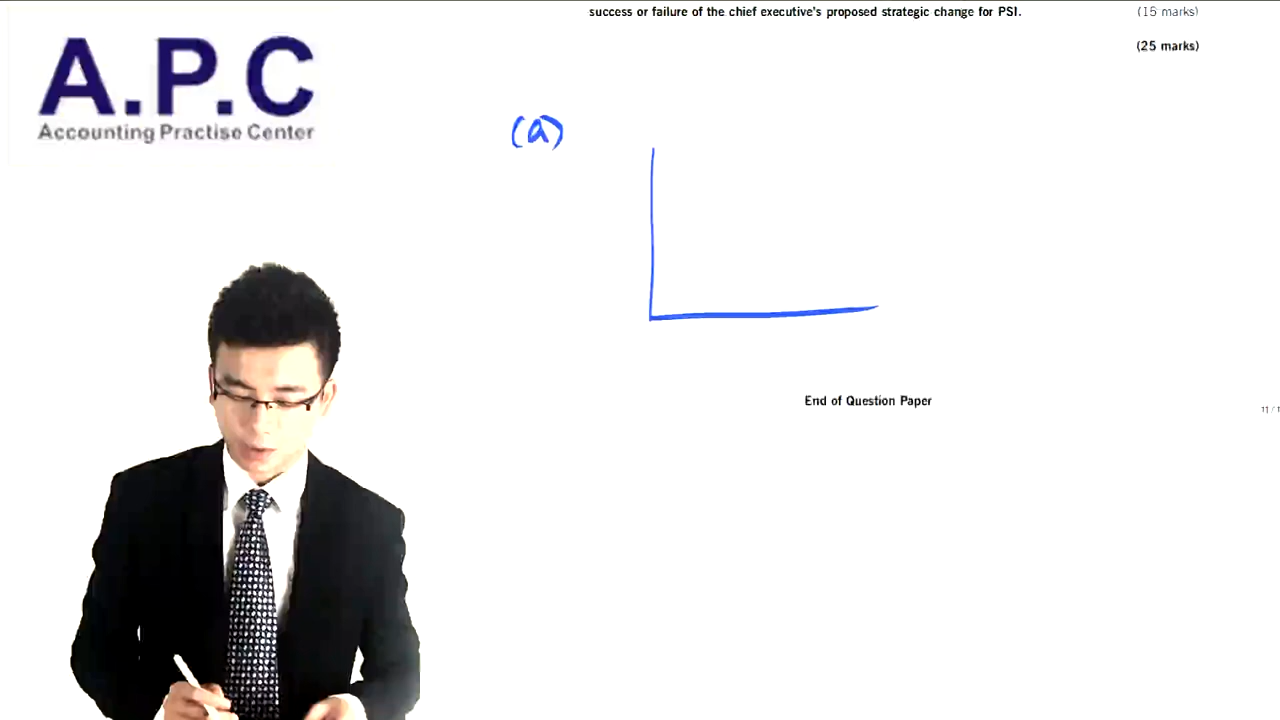 success or failure of the chief executive's proposed strategic change for PSI. (15 marks)
(25 marks)
A.P.C
Accounting Practise Center
(a)
End of Question Paper